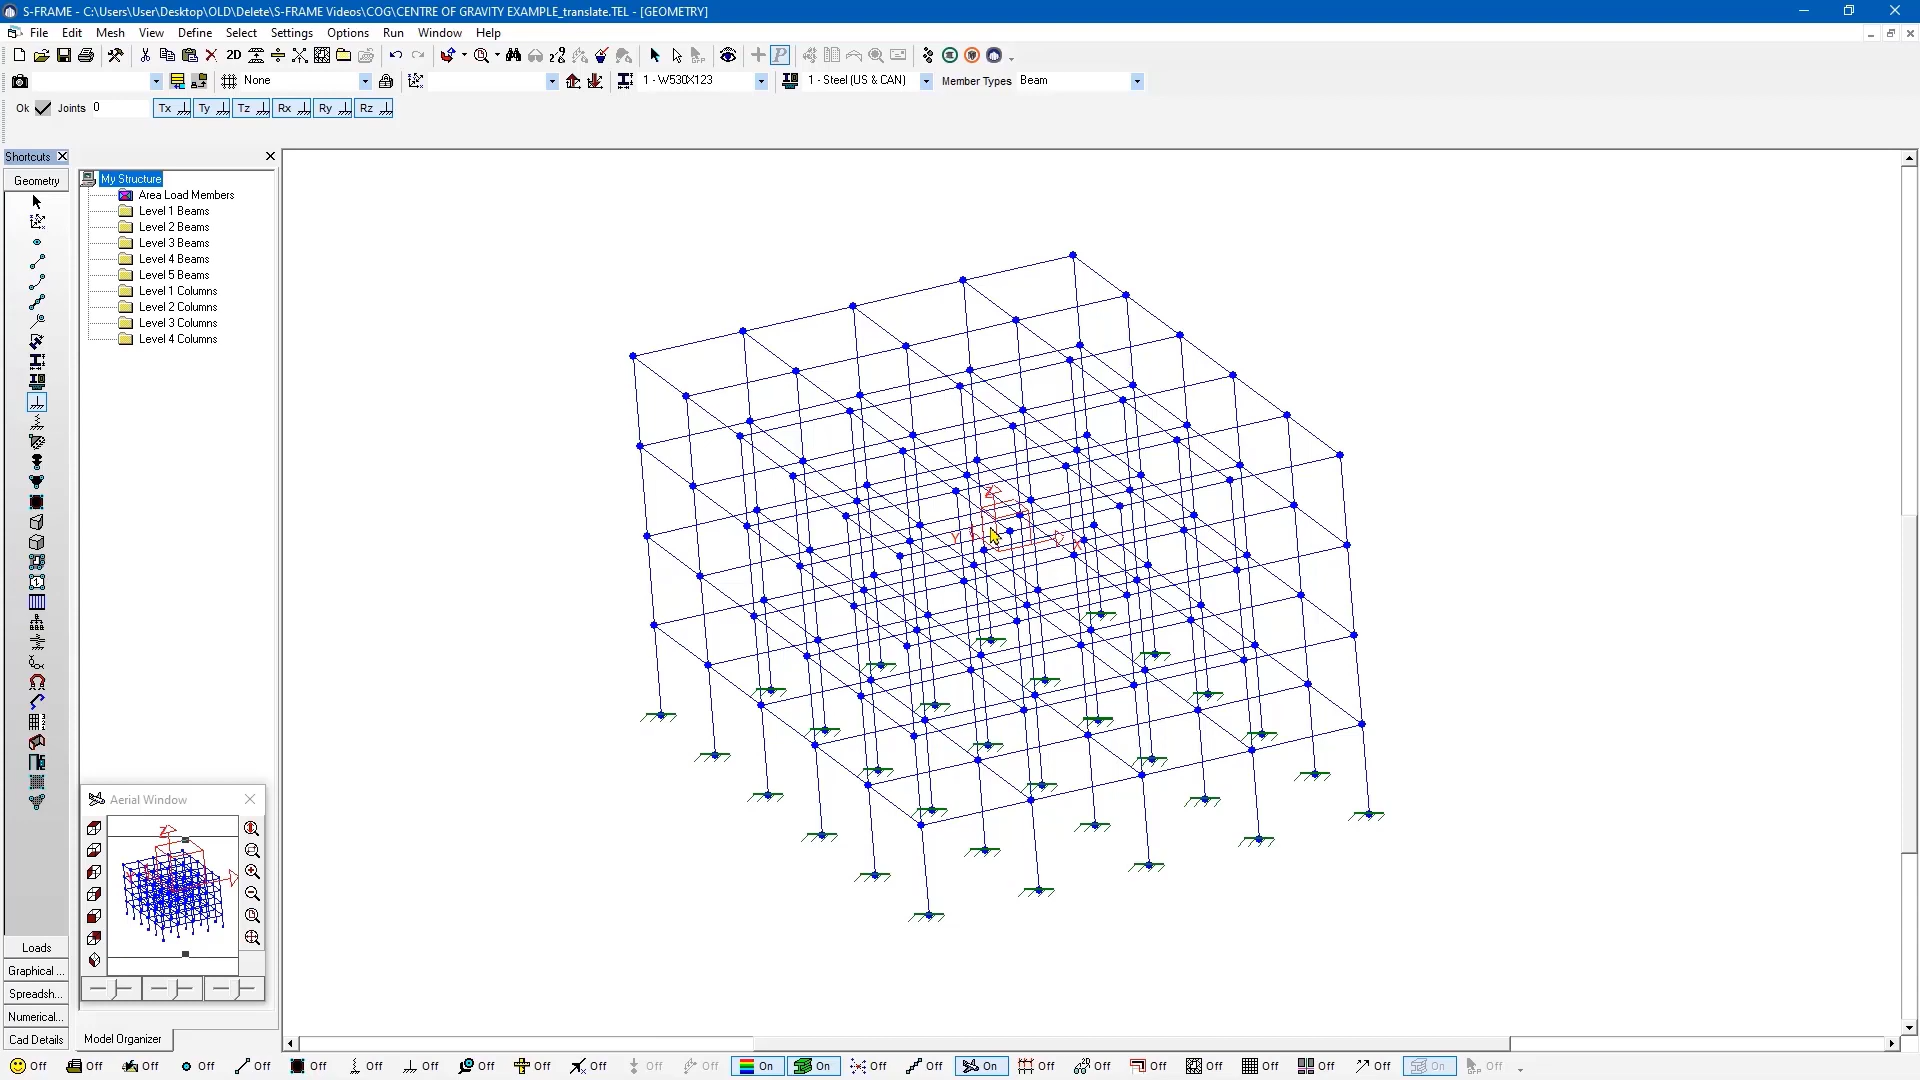 S-FRAME - C:\Users\User\Desktop\OLD\Delete\S-FRAME Videos\COG\CENTRE OF GRAVITY EXAMPLE_translate.TEL - [GEOMETRY]
File Edit Mesh View Define Select Settings Options Run Window Help
2D P
None 1 - W530X123 1 - Steel (US & CAN) Member Types Beam
Ok Joints 0 Tx Ty Tz Rx Ry Rz
Shortcuts
Geometry
My Structure
Area Load Members
Level 1 Beams
Level 2 Beams
Level 3 Beams
Level 4 Beams
Level 5 Beams
Level 1 Columns
Level 2 Columns
Level 3 Columns
Level 4 Columns
Z
Y X
Aerial Window
Z
Loads
Graphical ...
Spreadsh...
Numerical...
Cad Details
Model Organizer
Off Off Off Off Off Off Off Off Off Off Off Off Off On On Off Off On Off Off Off Off Off Off Off On Off